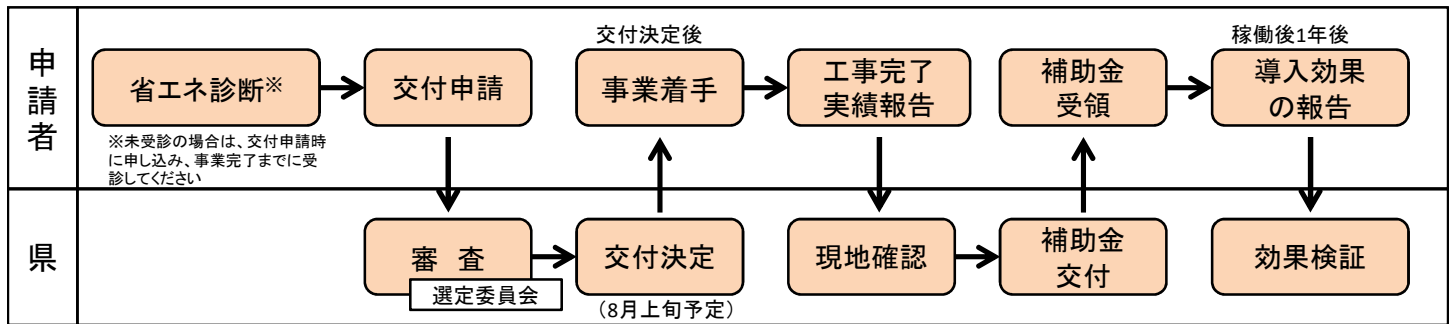 申請者
省エネ診断※
※未受診の場合は、交付申請時
に申し込み、事業完了までに受
診してください
交付申請
交付決定後
事業着手
工事完了
実績報告
補助金
受領
稼働後1年後
導入効果
の報告
県
審 査
選定委員会
交付決定
（8月上旬予定）
現地確認
補助金
交付
効果検証